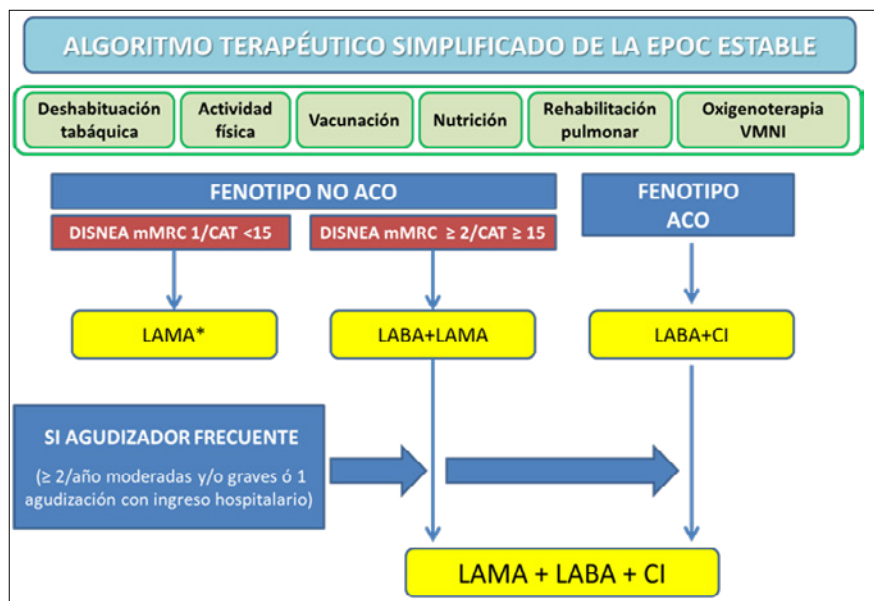 ALGORITMO TERAPÉUTICO SIMPLIFICADO DE LA EPOC ESTABLE
Deshabituación
tabáquica
Actividad
física
Vacunación
Nutrición
Rehabilitación
pulmonar
Oxigenoterapia
VMNI
FENOTIPO NO ACO
FENOTIPO
ACO
DISNEA mMRC 1/CAT <15
DISNEA mMRC ≥ 2/CAT ≥ 15
LAMA*
LABA+LAMA
LABA+CI
SI AGUDIZADOR FRECUENTE
(≥ 2/año moderadas y/o graves ó 1
agudización con ingreso hospitalario)
LAMA + LABA + CI